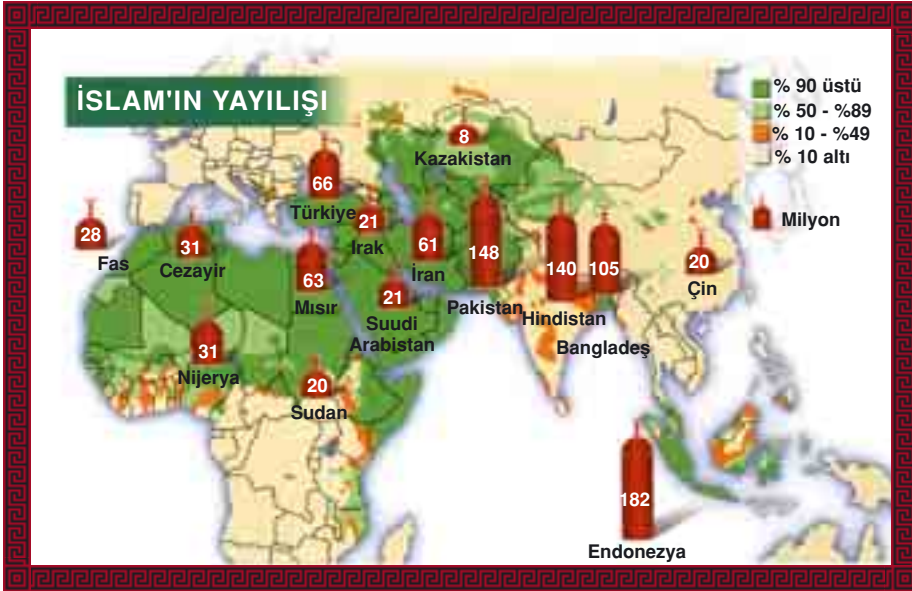 İSLAM'IN YAYILIŞI
% 90 üstü
% 50 - %89
% 10 - %49
% 10 altı
Milyon
8
Kazakistan
66
Türkiye
28
Fas
31
Cezayir
21
Irak
61
İran
148
Pakistan
140
Hindistan
105
Bangladeş
20
Çin
63
Mısır
21
Suudi
Arabistan
31
Nijerya
20
Sudan
182
Endonezya